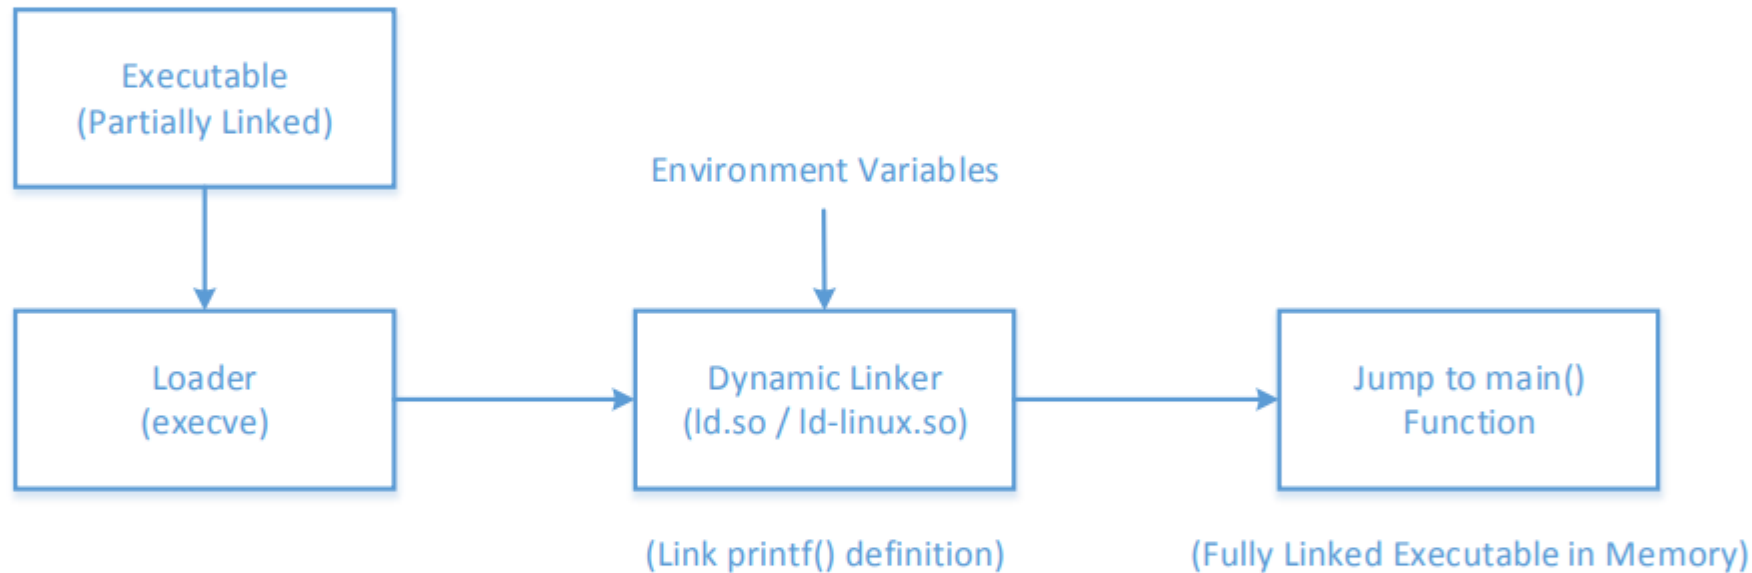 Executable
(Partially Linked)
Environment Variables
Loader
(execve)
Dynamic Linker
(ld.so / ld-linux.so)
Jump to main()
Function
(Link printf() definition)
(Fully Linked Executable in Memory)